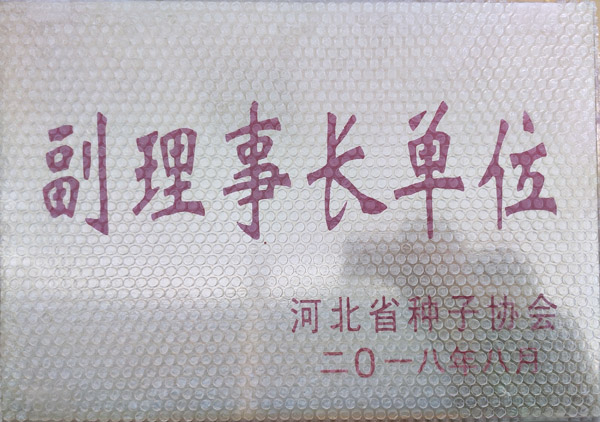 副理事长单位
河北省种子协会
二〇一八年八月